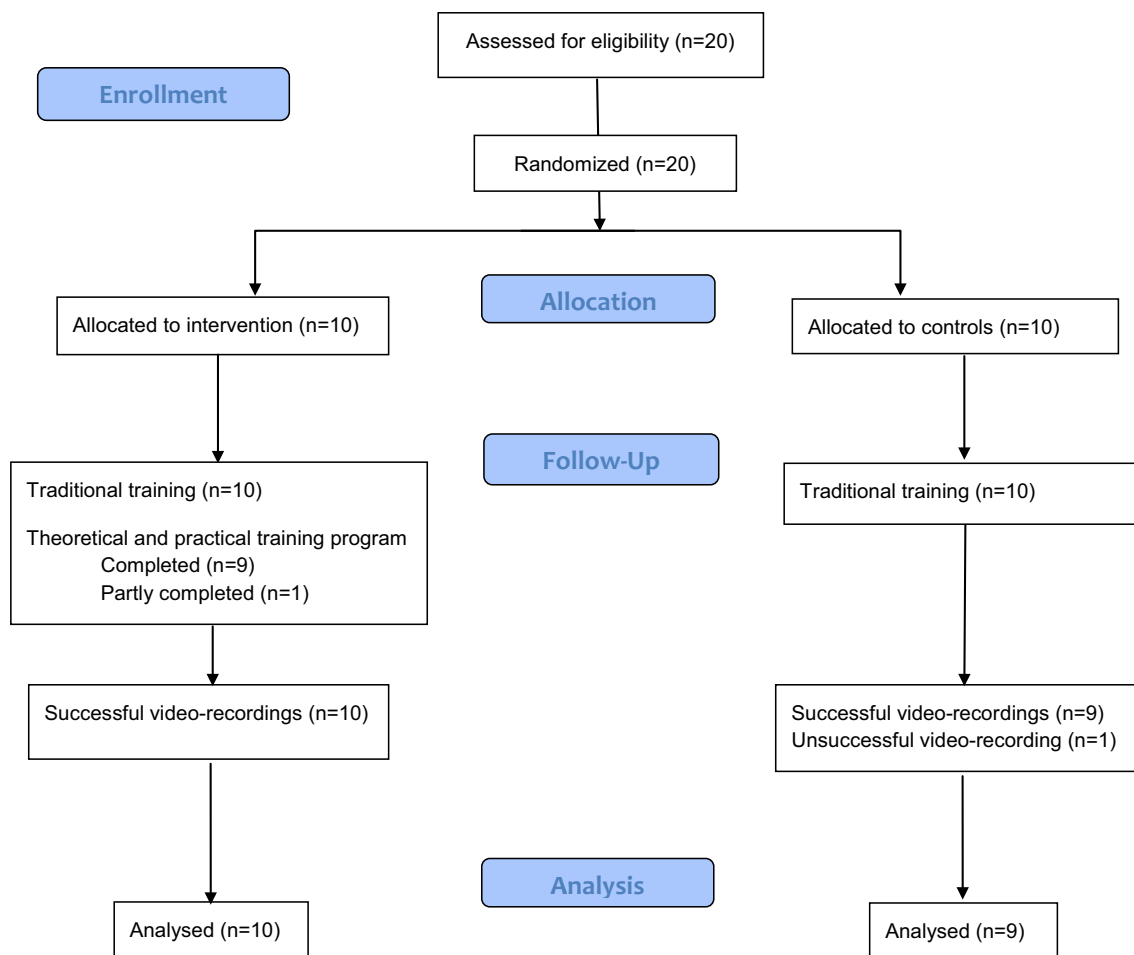 Assessed for eligibility (n=20)
Enrollment
Randomized (n=20)
Allocation
Allocated to intervention (n=10)
Allocated to controls (n=10)
Follow-Up
Traditional training (n=10)
Theoretical and practical training program
Completed (n=9)
Partly completed (n=1)
Traditional training (n=10)
Successful video-recordings (n=10)
Successful video-recordings (n=9)
Unsuccessful video-recording (n=1)
Analysis
Analysed (n=10)
Analysed (n=9)